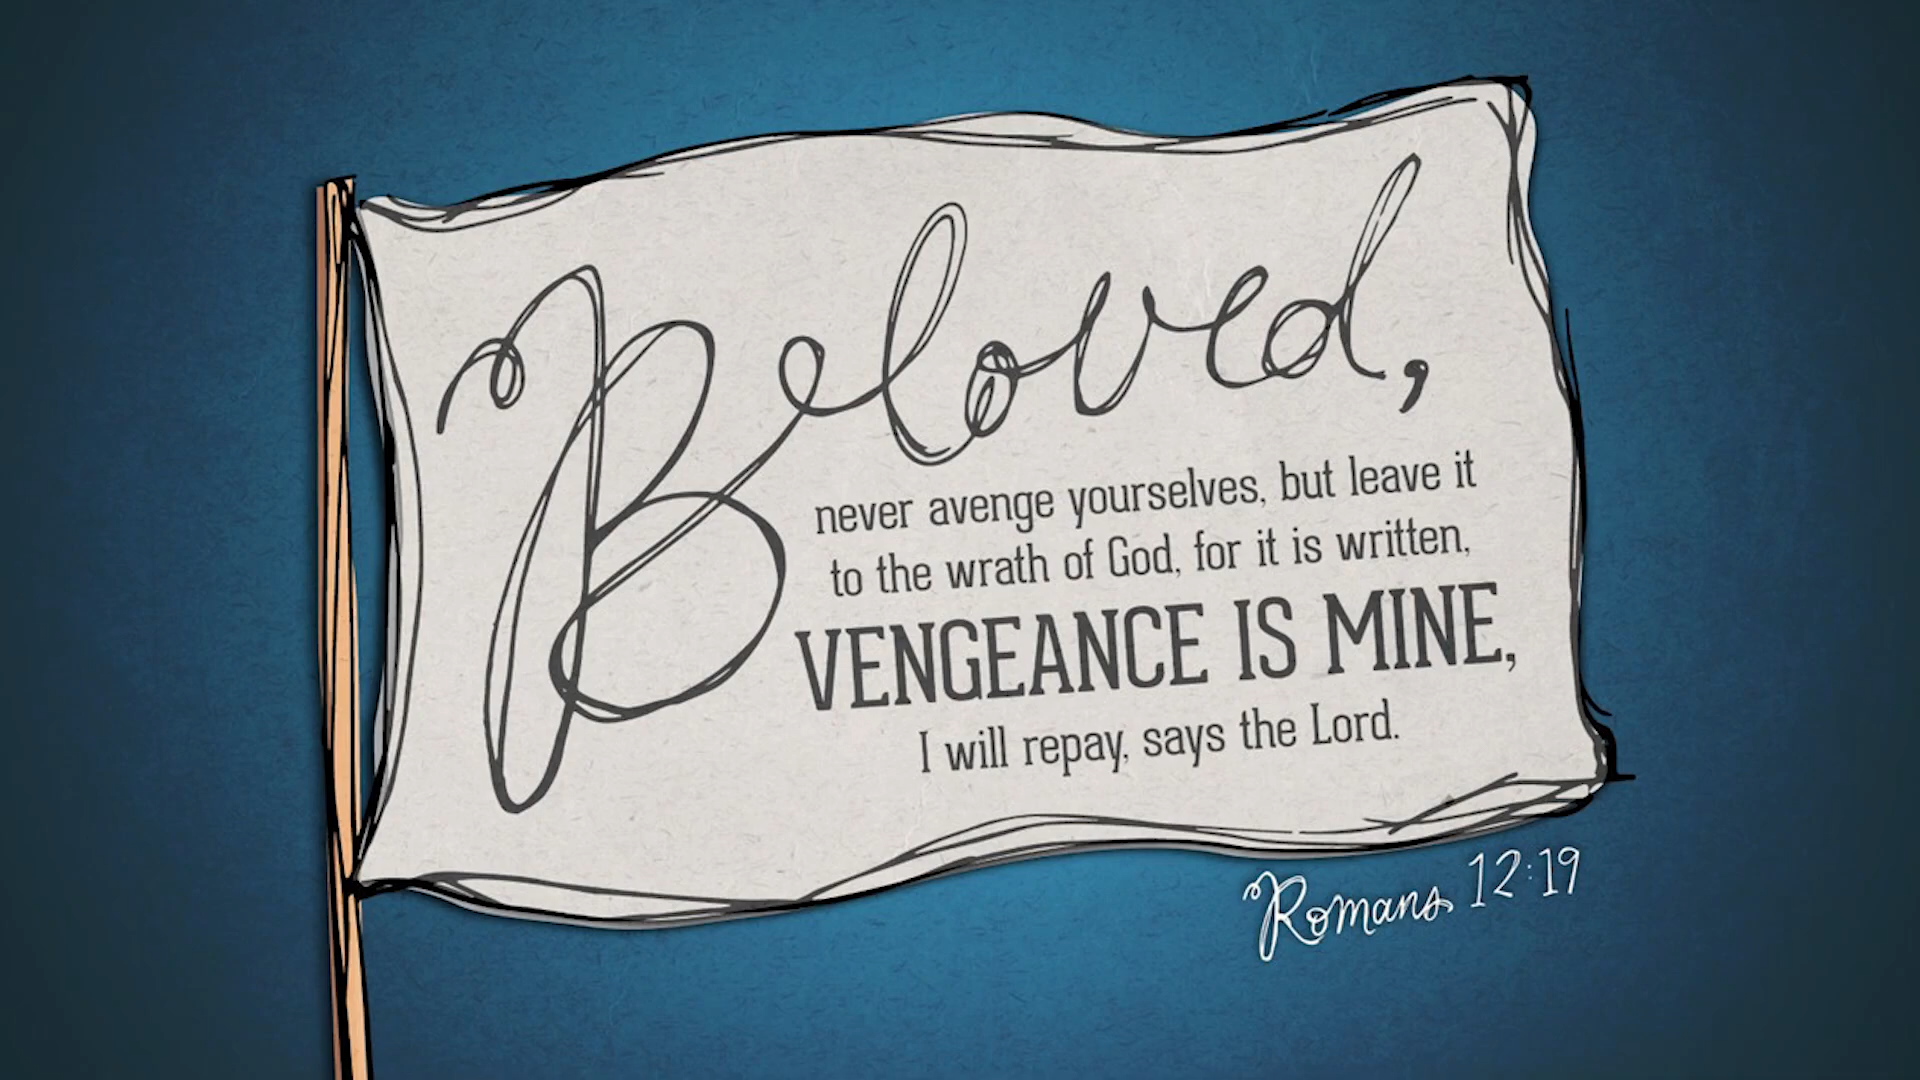 Beloved,
never avenge yourselves, but leave it
to the wrath of God, for it is written,
VENGEANCE IS MINE,
I will repay, says the Lord.
Romans 12:19